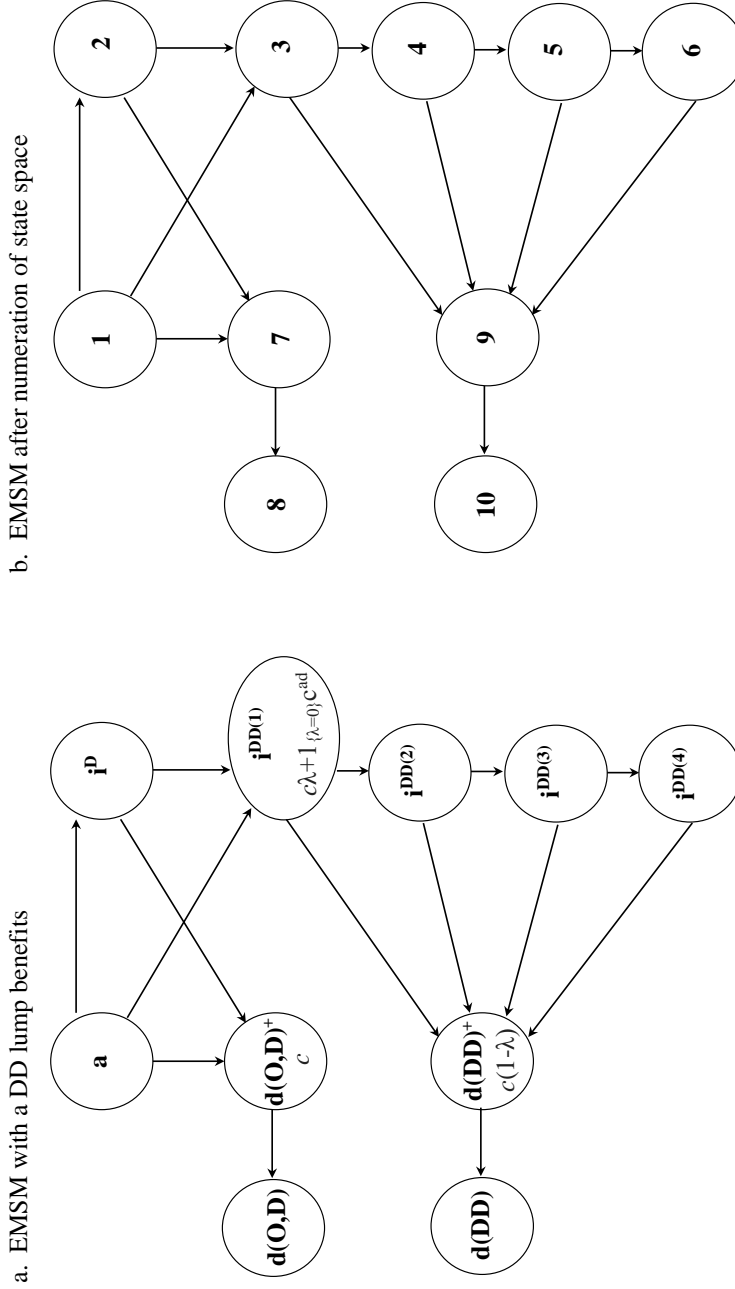 a. EMSM with a DD lump benefits
a
i^D
d(O,D)
d(O,D)^+
c
i^DD(1)
cλ+1_{λ=0}c^ad
i^DD(2)
d(DD)
d(DD)^+
c(1-λ)
i^DD(3)
i^DD(4)
b. EMSM after numeration of state space
1
2
8
7
3
4
10
9
5
6